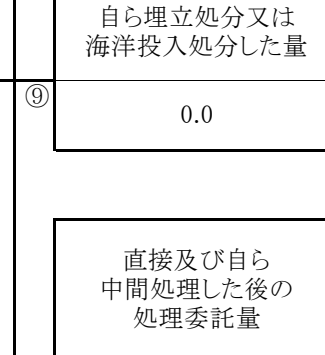 自ら埋立処分又は
海洋投入処分した量
⑨
0.0
直接及び自ら
中間処理した後の
処理委託量